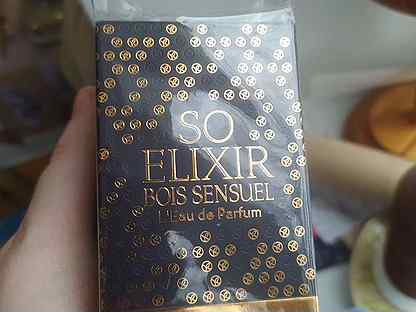 SO
ELIXIR
BOIS SENSUEL
L'Eau de Parfum